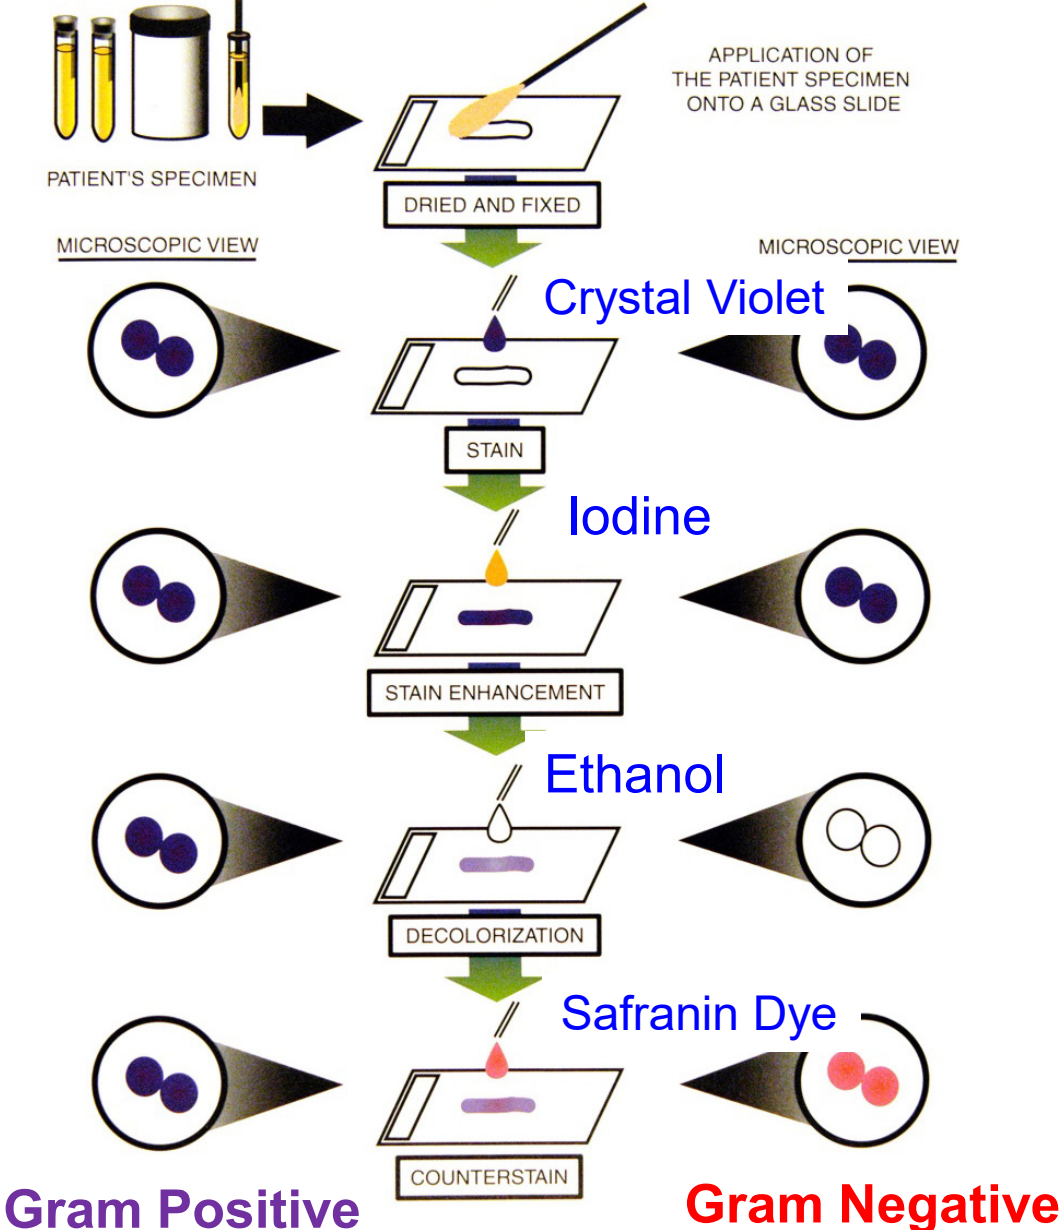 APPLICATION OF
THE PATIENT SPECIMEN
ONTO A GLASS SLIDE
PATIENT'S SPECIMEN
DRIED AND FIXED
MICROSCOPIC VIEW
MICROSCOPIC VIEW
Crystal Violet
STAIN
Iodine
STAIN ENHANCEMENT
Ethanol
DECOLORIZATION
Safranin Dye
COUNTERSTAIN
Gram Positive
Gram Negative